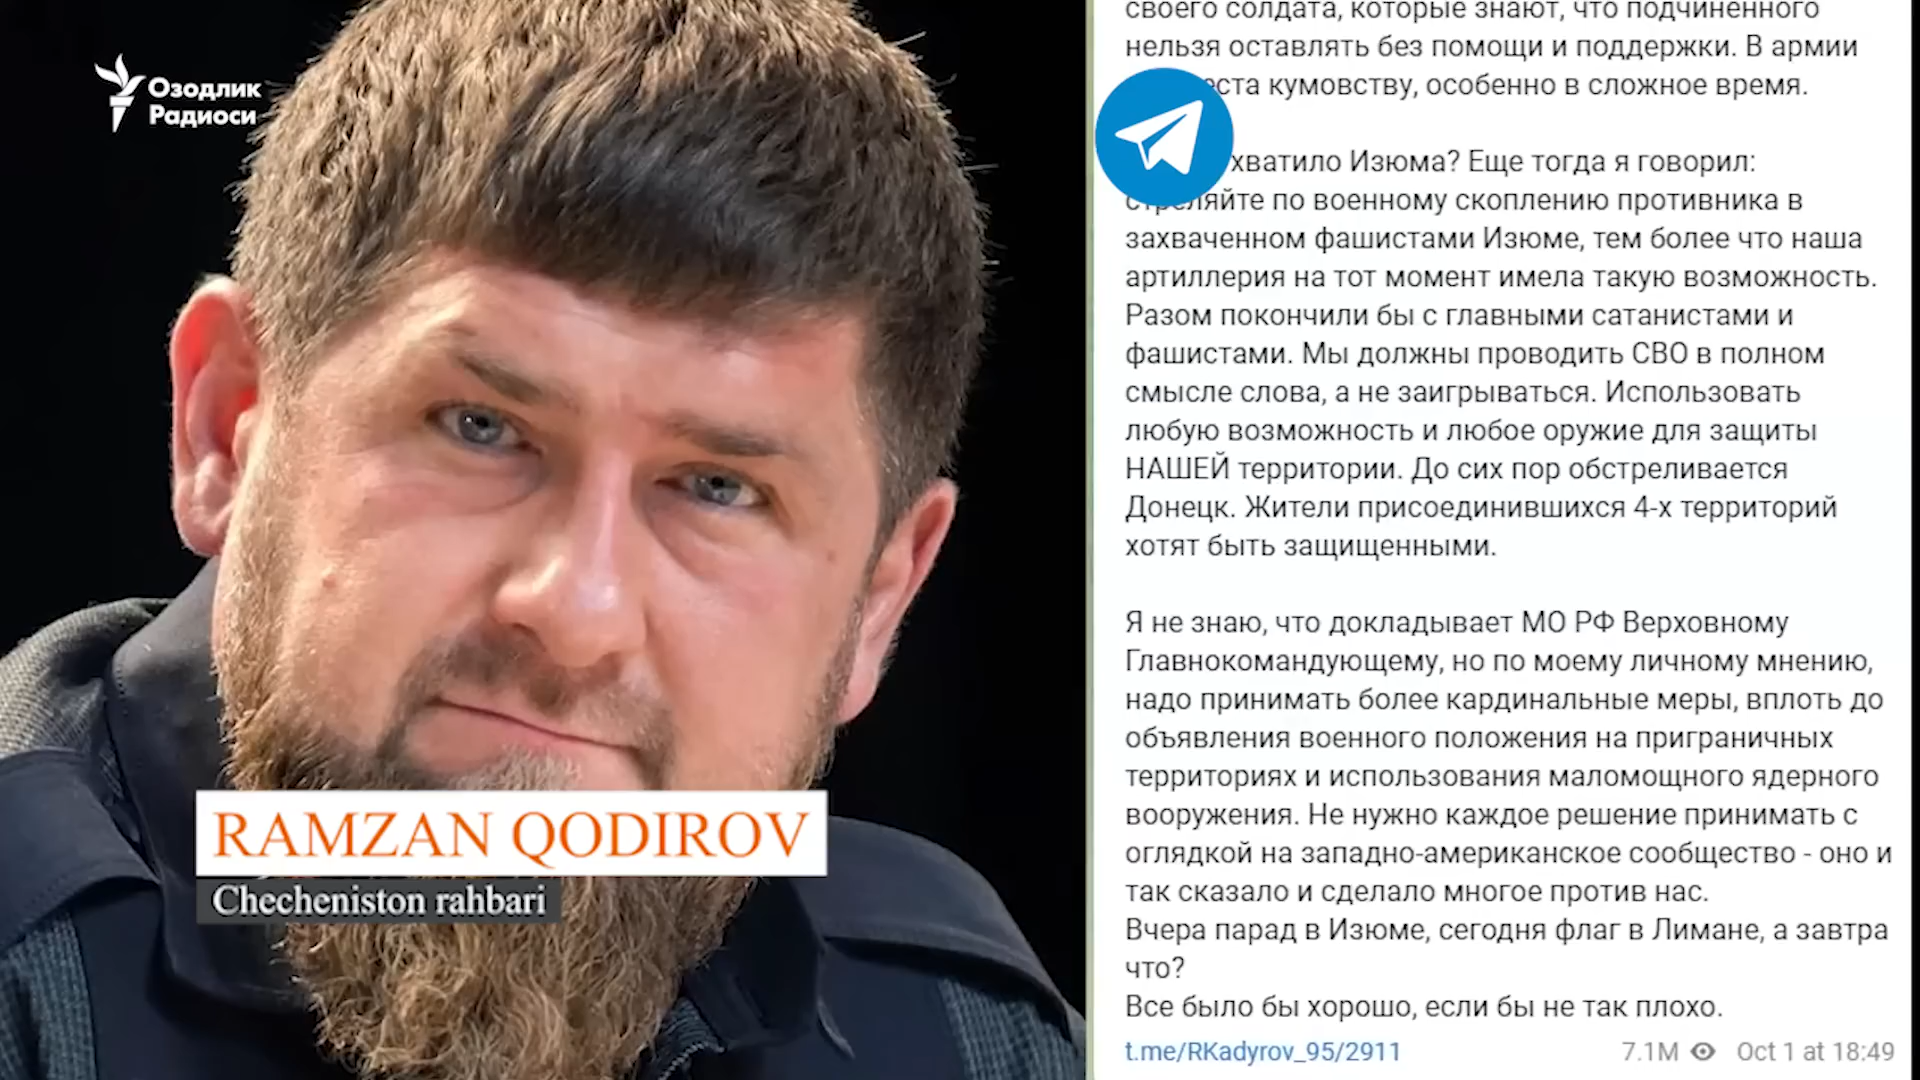 Озодлик
Радиоси
RAMZAN QODIROV
Checheniston rahbari
своего солдата, которые знают, что подчиненного
нельзя оставлять без помощи и поддержки. В армии
кумовству, особенно в сложное время.
хватило Изюма? Еще тогда я говорил:
стреляйте по военному скоплению противника в
захваченном фашистами Изюме, тем более что наша
артиллерия на тот момент имела такую возможность.
Разом покончили бы с главными сатанистами и
фашистами. Мы должны проводить СВО в полном
смысле слова, а не заигрываться. Использовать
любую возможность и любое оружие для защиты
НАШЕЙ территории. До сих пор обстреливается
Донецк. Жители присоединившихся 4-х территорий
хотят быть защищенными.
Я не знаю, что докладывает МО РФ Верховному
Главнокомандующему, но по моему личному мнению,
надо принимать более кардинальные меры, вплоть до
объявления военного положения на приграничных
территориях и использования маломощного ядерного
вооружения. Не нужно каждое решение принимать с
оглядкой на западно-американское сообщество - оно и
так сказало и сделало многое против нас.
Вчера парад в Изюме, сегодня флаг в Лимане, а завтра
что?
Все было бы хорошо, если бы не так плохо.
t.me/RKadyrov_95/2911 7.1M Oct 1 at 18:49